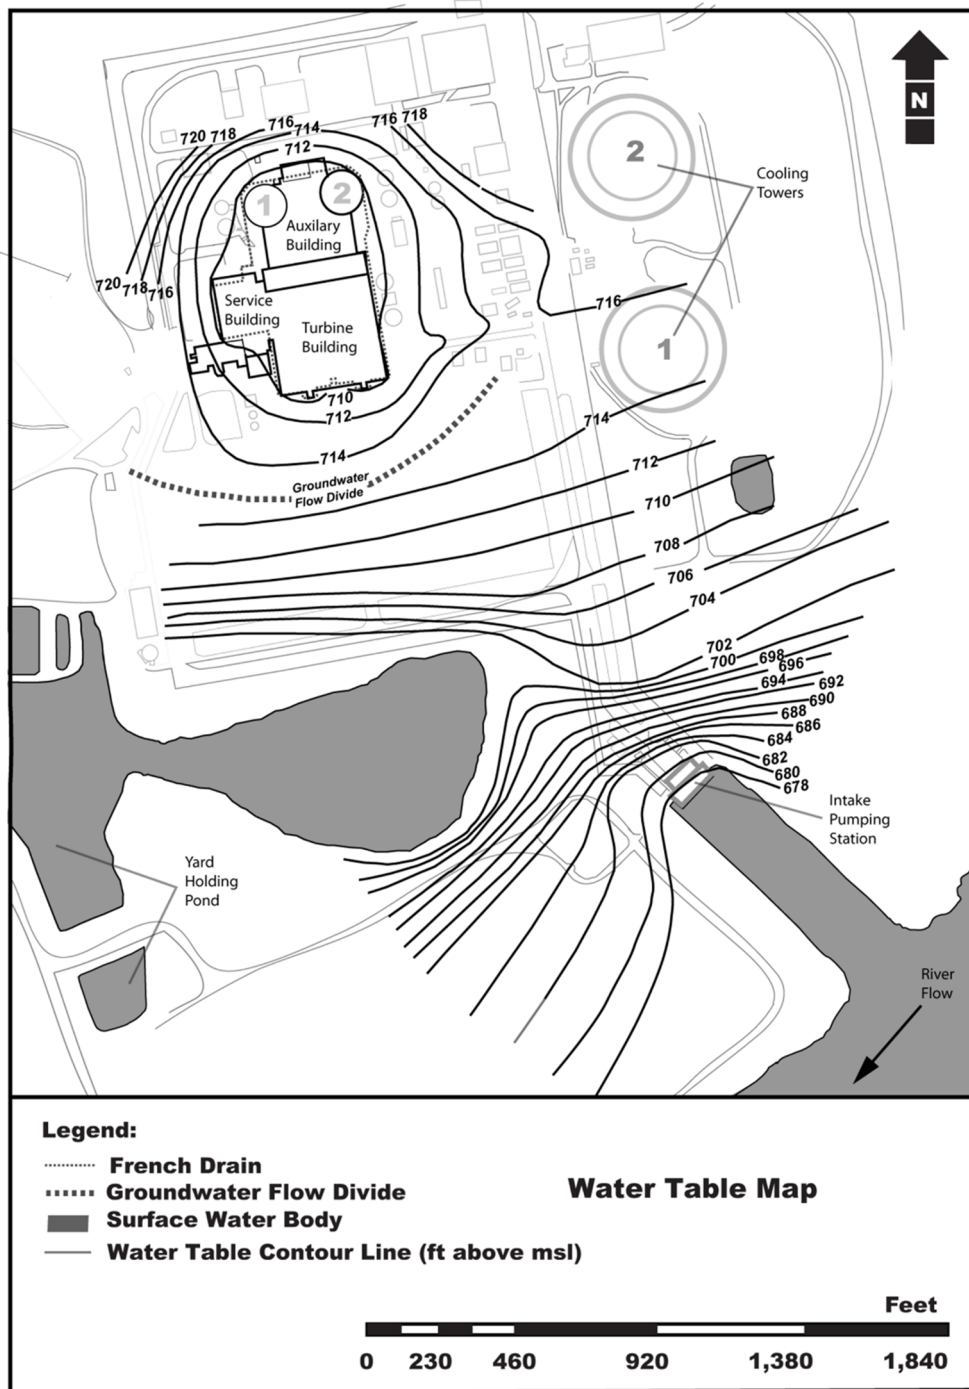 N
720 718 716 714 716 718
712
2
Cooling
Towers
1 2
Auxilary
Building
720 718 716
Service
Building
Turbine
Building
716
1
710
712
714
714
Groundwater
Flow Divide
712
710
708
706
704
702
700 698
696
694 692
690
688
686
684
682
680
678
Intake
Pumping
Station
Yard
Holding
Pond
River
Flow
Legend:
French Drain
Groundwater Flow Divide
Surface Water Body
Water Table Contour Line (ft above msl)
Water Table Map
Feet
0 230 460 920 1,380 1,840